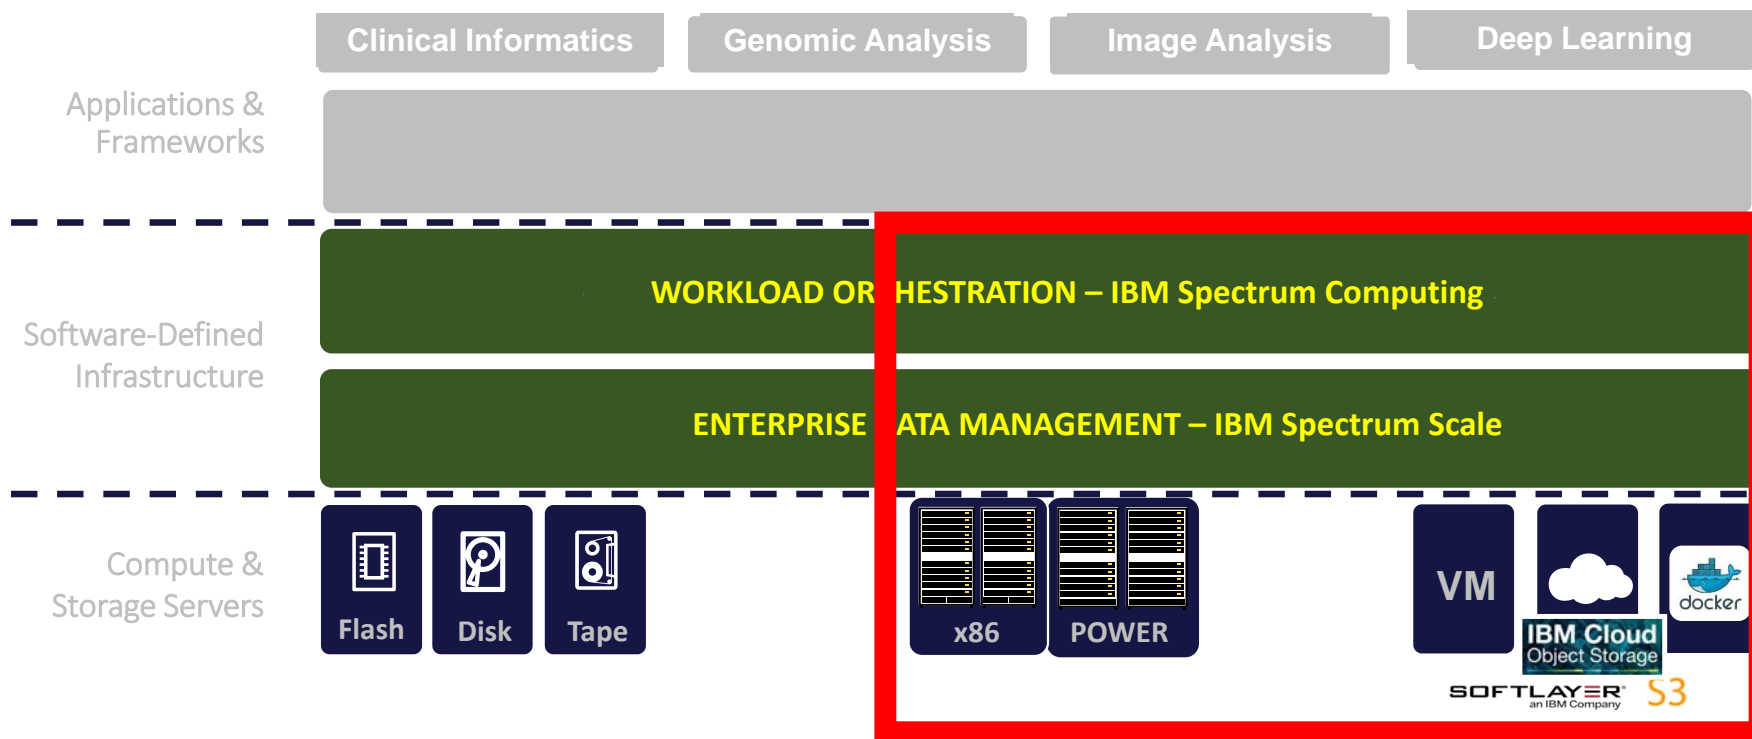 Clinical Informatics
Genomic Analysis
Image Analysis
Deep Learning
Applications &
Frameworks
WORKLOAD OR HESTRATION – IBM Spectrum Computing
Software-Defined
Infrastructure
ENTERPRISE ATA MANAGEMENT – IBM Spectrum Scale
Compute &
Storage Servers
Flash
Disk
Tape
x86
POWER
VM
docker
IBM Cloud
Object Storage
SOFTLAYER®
an IBM Company
S3